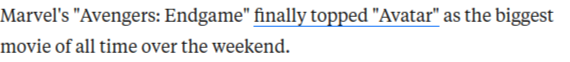 Marvel's "Avengers: Endgame" finally topped "Avatar" as the biggest
movie of all time over the weekend.